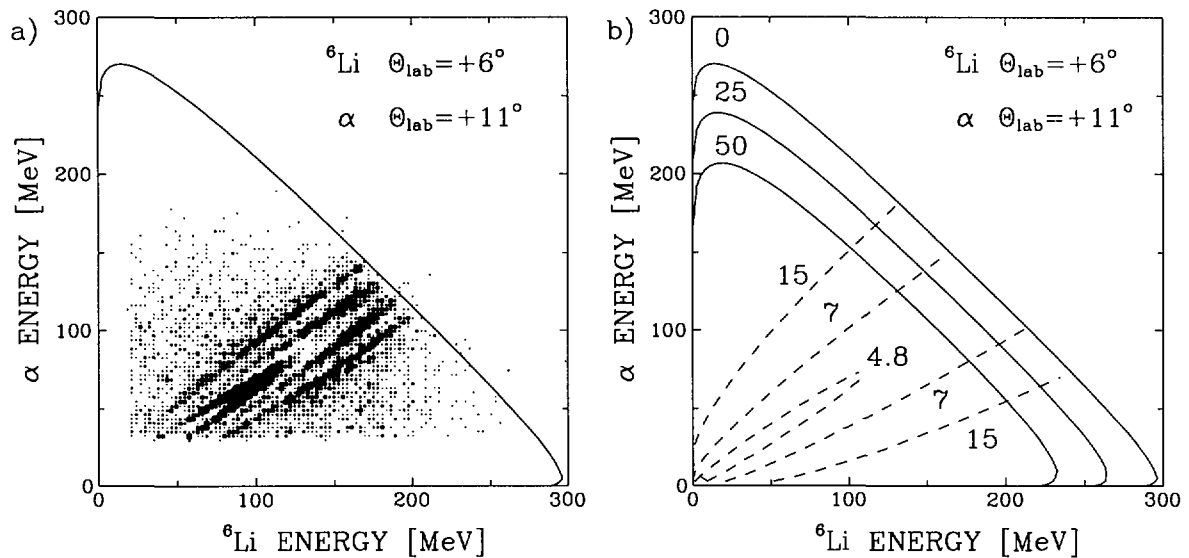 a)
300
200
100
0
0
100
200
300
α ENERGY [MeV]
⁶Li ENERGY [MeV]
⁶Li Θlab=+6°
α Θlab=+11°
b)
300
200
100
0
0
100
200
300
α ENERGY [MeV]
⁶Li ENERGY [MeV]
⁶Li Θlab=+6°
α Θlab=+11°
0
25
50
15
7
4.8
7
15